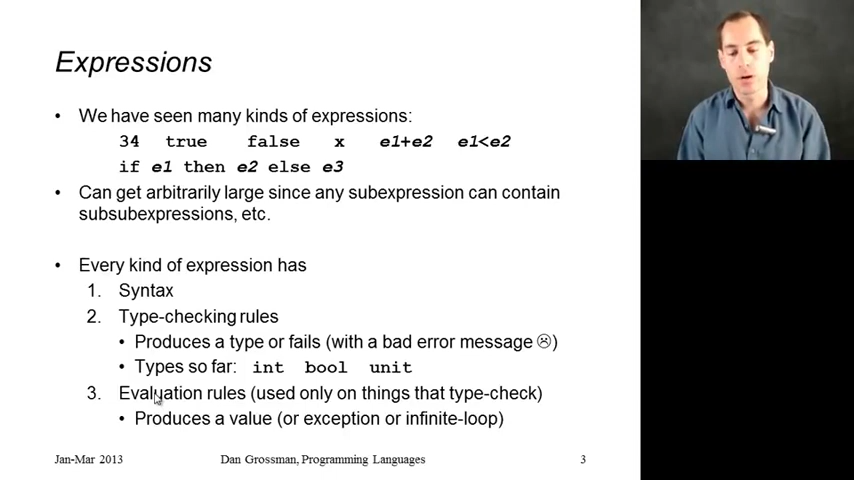 Expressions
• We have seen many kinds of expressions:
34 true false x e1+e2 e1<e2
if e1 then e2 else e3
• Can get arbitrarily large since any subexpression can contain
subsubexpressions, etc.
• Every kind of expression has
1. Syntax
2. Type-checking rules
• Produces a type or fails (with a bad error message ☹)
• Types so far: int bool unit
3. Evaluation rules (used only on things that type-check)
• Produces a value (or exception or infinite-loop)
Jan-Mar 2013 Dan Grossman, Programming Languages 3